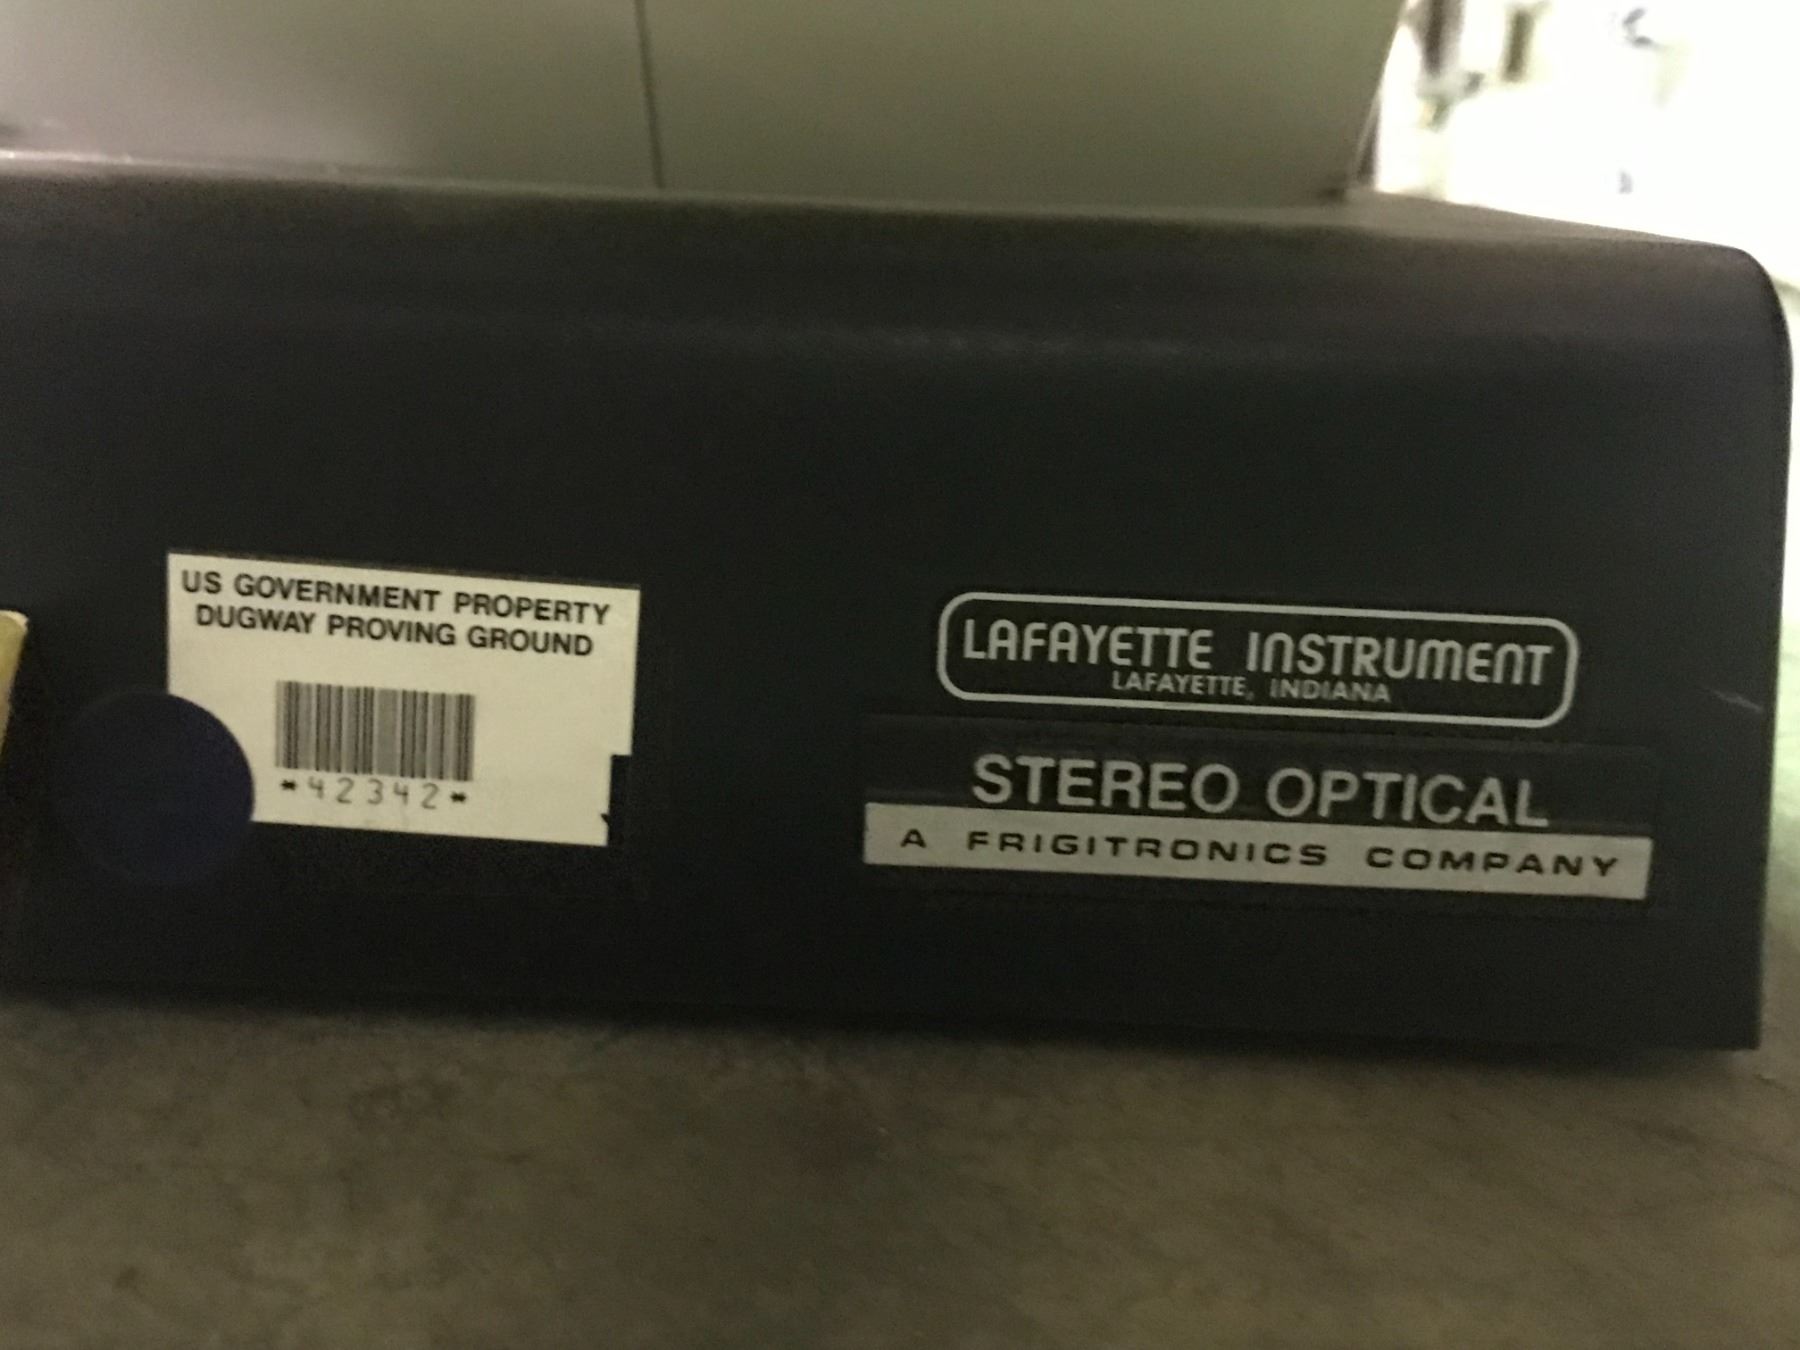 US GOVERNMENT PROPERTY
DUGWAY PROVING GROUND
*42342*
LAFAYETTE INSTRUMENT
LAFAYETTE, INDIANA
STEREO OPTICAL
A FRIGITRONICS COMPANY